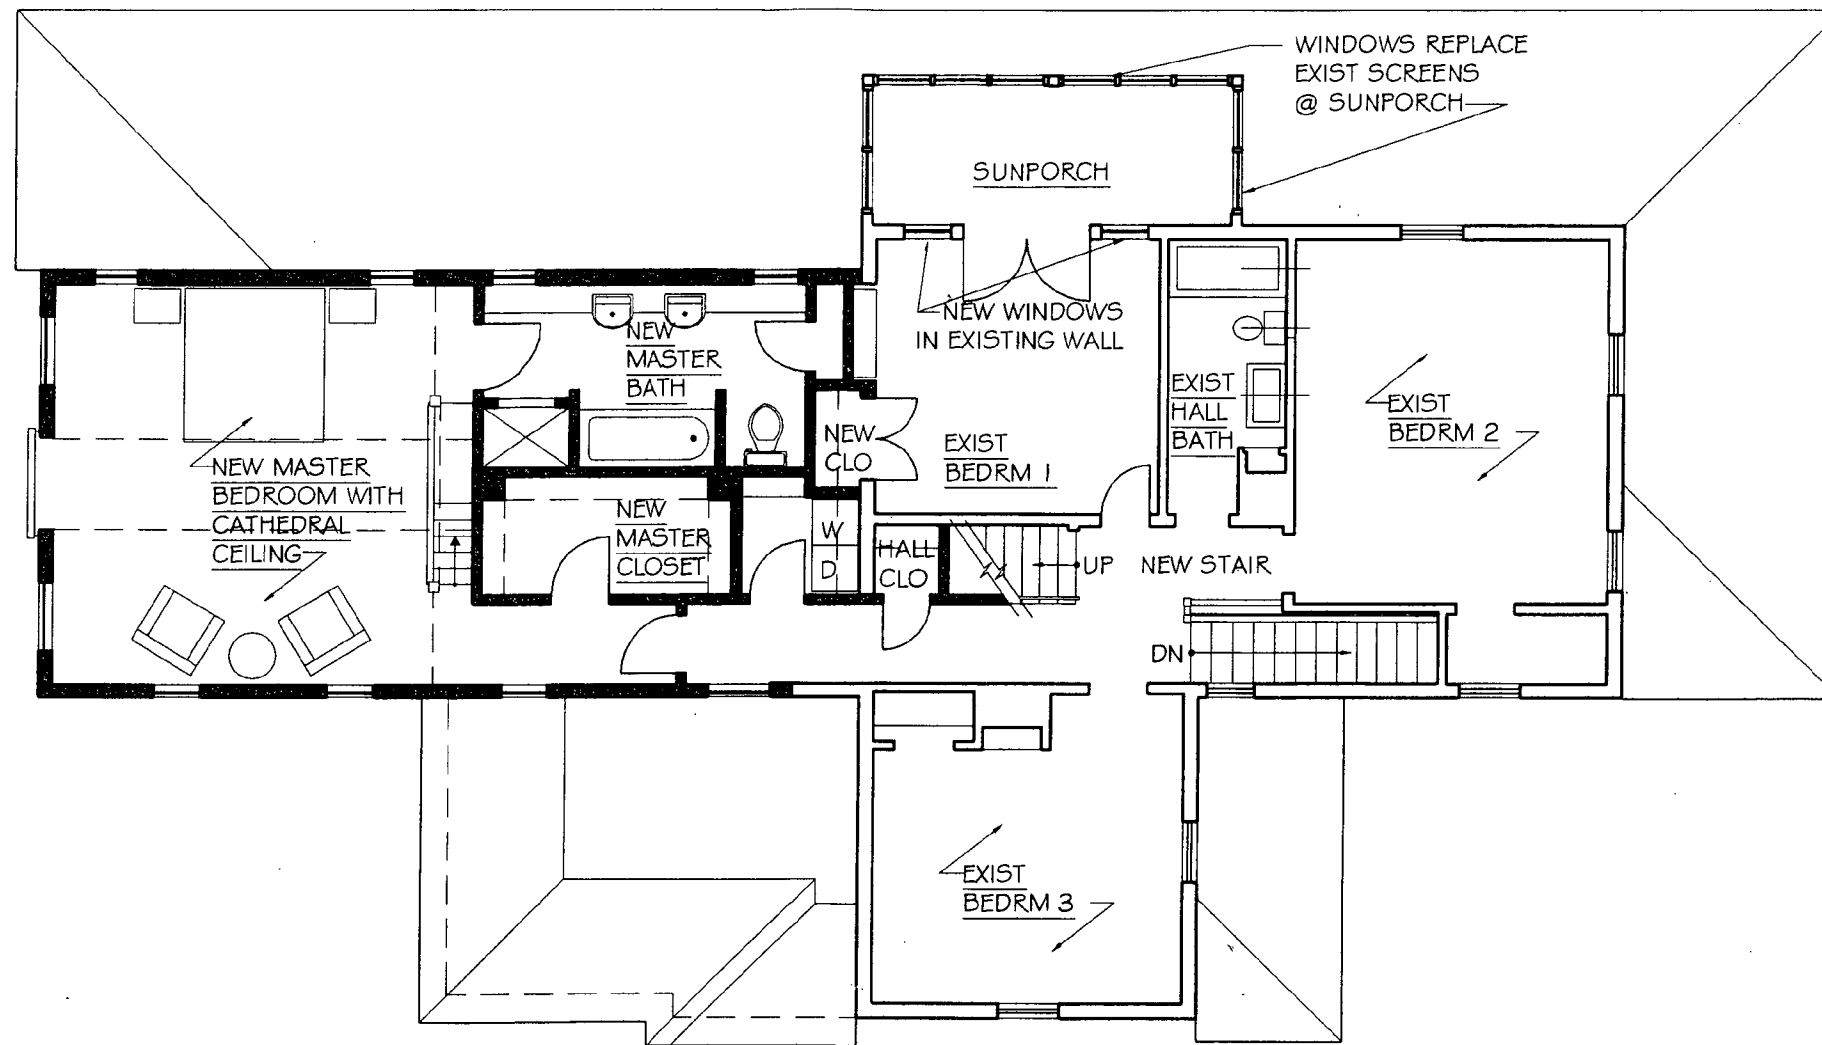 WINDOWS REPLACE
EXIST SCREENS
@ SUNPORCH
SUNPORCH
NEW WINDOWS
IN EXISTING WALL
NEW
MASTER
BATH
EXIST
HALL
BATH
EXIST
BEDRM 2
NEW
CLO
EXIST
BEDRM 1
NEW MASTER
BEDROOM WITH
CATHEDRAL
CEILING
NEW
MASTER
CLOSET
W
D
HALL
CLO
UP
NEW STAIR
DN
EXIST
BEDRM 3